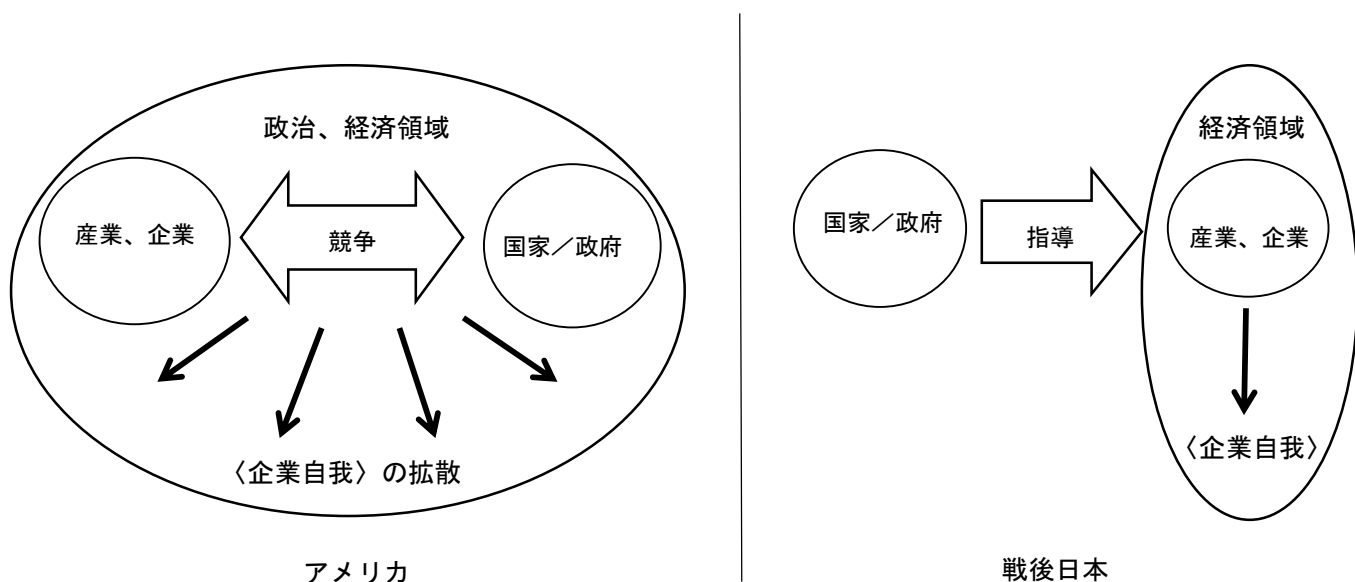 政治、経済領域
産業、企業
競争
国家／政府
〈企業自我〉の拡散
アメリカ
経済領域
国家／政府
指導
産業、企業
〈企業自我〉
戦後日本